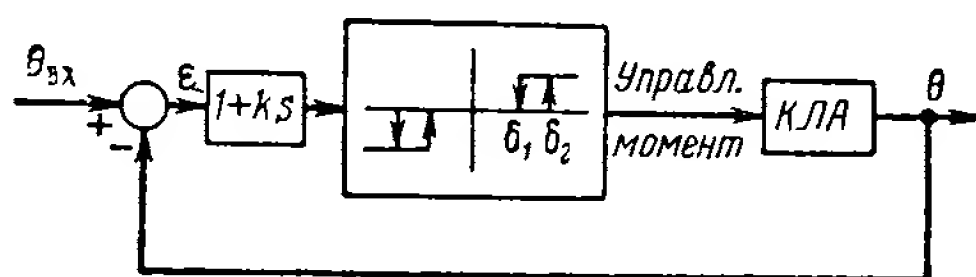 θвх
+
−
ε
1+ks
δ1 δ2
Управл.
момент
КЛА
θ